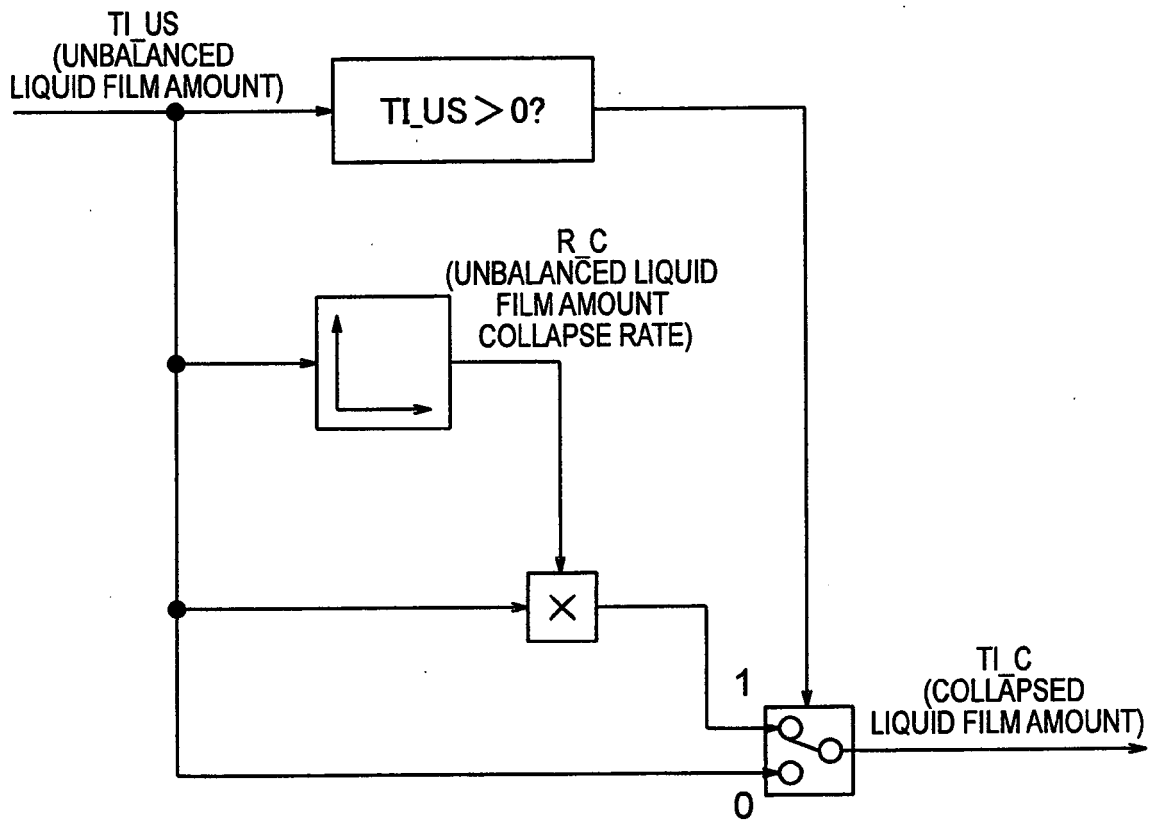 TI_US
(UNBALANCED
LIQUID FILM AMOUNT)
TI_US > 0?
R_C
(UNBALANCED LIQUID
FILM AMOUNT
COLLAPSE RATE)
×
1
TI_C
(COLLAPSED
LIQUID FILM AMOUNT)
0